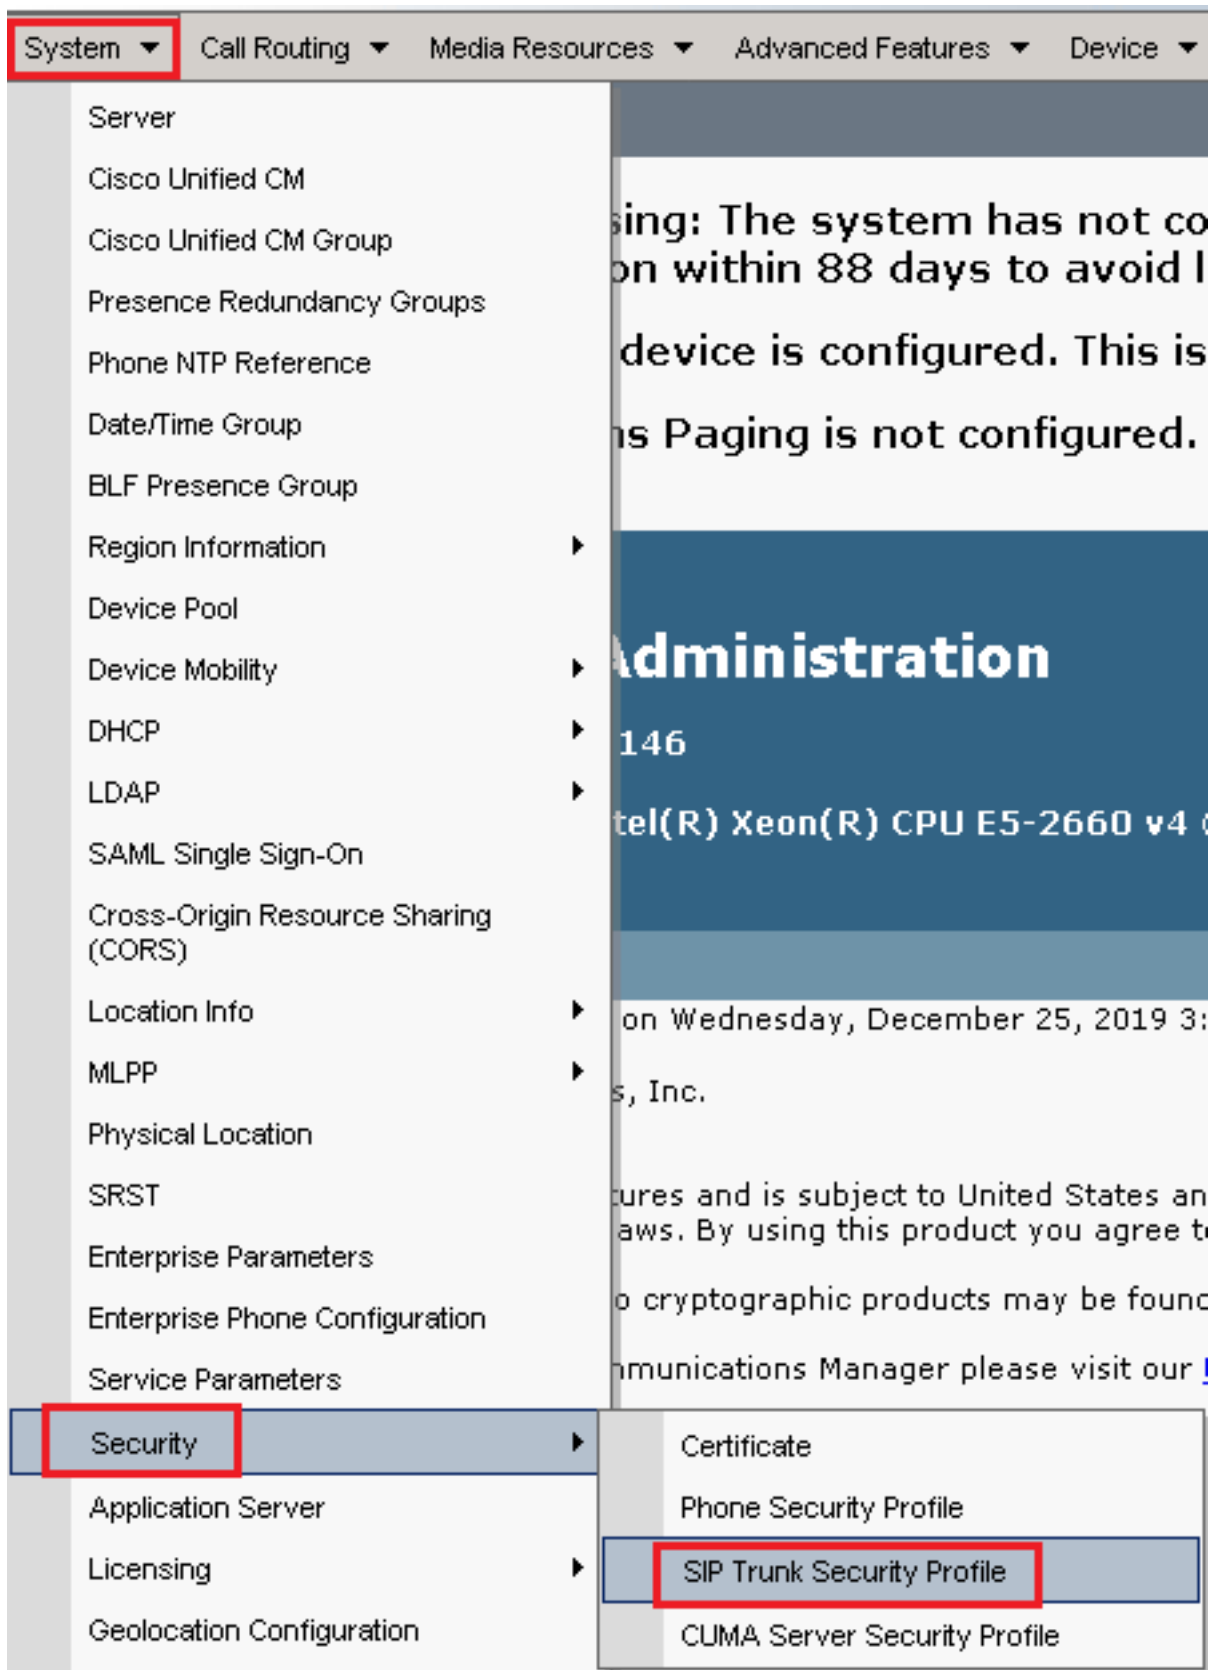 System
Call Routing
Media Resources
Advanced Features
Device
Server
Cisco Unified CM
Cisco Unified CM Group
Presence Redundancy Groups
Phone NTP Reference
Date/Time Group
BLF Presence Group
Region Information
Device Pool
Device Mobility
DHCP
LDAP
SAML Single Sign-On
Cross-Origin Resource Sharing
(CORS)
Location Info
MLPP
Physical Location
SRST
Enterprise Parameters
Enterprise Phone Configuration
Service Parameters
Security
Application Server
Licensing
Geolocation Configuration
Certificate
Phone Security Profile
SIP Trunk Security Profile
CUMA Server Security Profile
sing: The system has not co
on within 88 days to avoid l
device is configured. This is
ns Paging is not configured.
Administration
146
tel(R) Xeon(R) CPU E5-2660 v4
on Wednesday, December 25, 2019 3:
s, Inc.
tures and is subject to United States an
aws. By using this product you agree to
o cryptographic products may be found
mmunications Manager please visit our